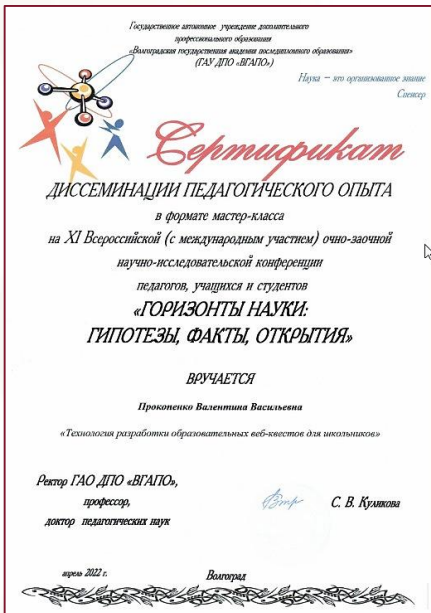 Государственное автономное учреждение дополнительного
профессионального образования
«Волгоградская государственная академия последипломного образования»
(ГАУ ДПО «ВГАПО»)
Наука – это организованное знание
Спенсер
Сертификат
ДИССЕМИНАЦИИ ПЕДАГОГИЧЕСКОГО ОПЫТА
в формате мастер-класса
на XI Всероссийской (с международным участием) очно-заочной
научно-исследовательской конференции
педагогов, учащихся и студентов
«ГОРИЗОНТЫ НАУКИ:
ГИПОТЕЗЫ, ФАКТЫ, ОТКРЫТИЯ»
ВРУЧАЕТСЯ
Прокопенко Валентина Васильевна
«Технология разработки образовательных веб-квестов для школьников»
Ректор ГАО ДПО «ВГАПО»,
профессор,
доктор педагогических наук
С. В. Куликова
апрель 2022 г.
Волгоград